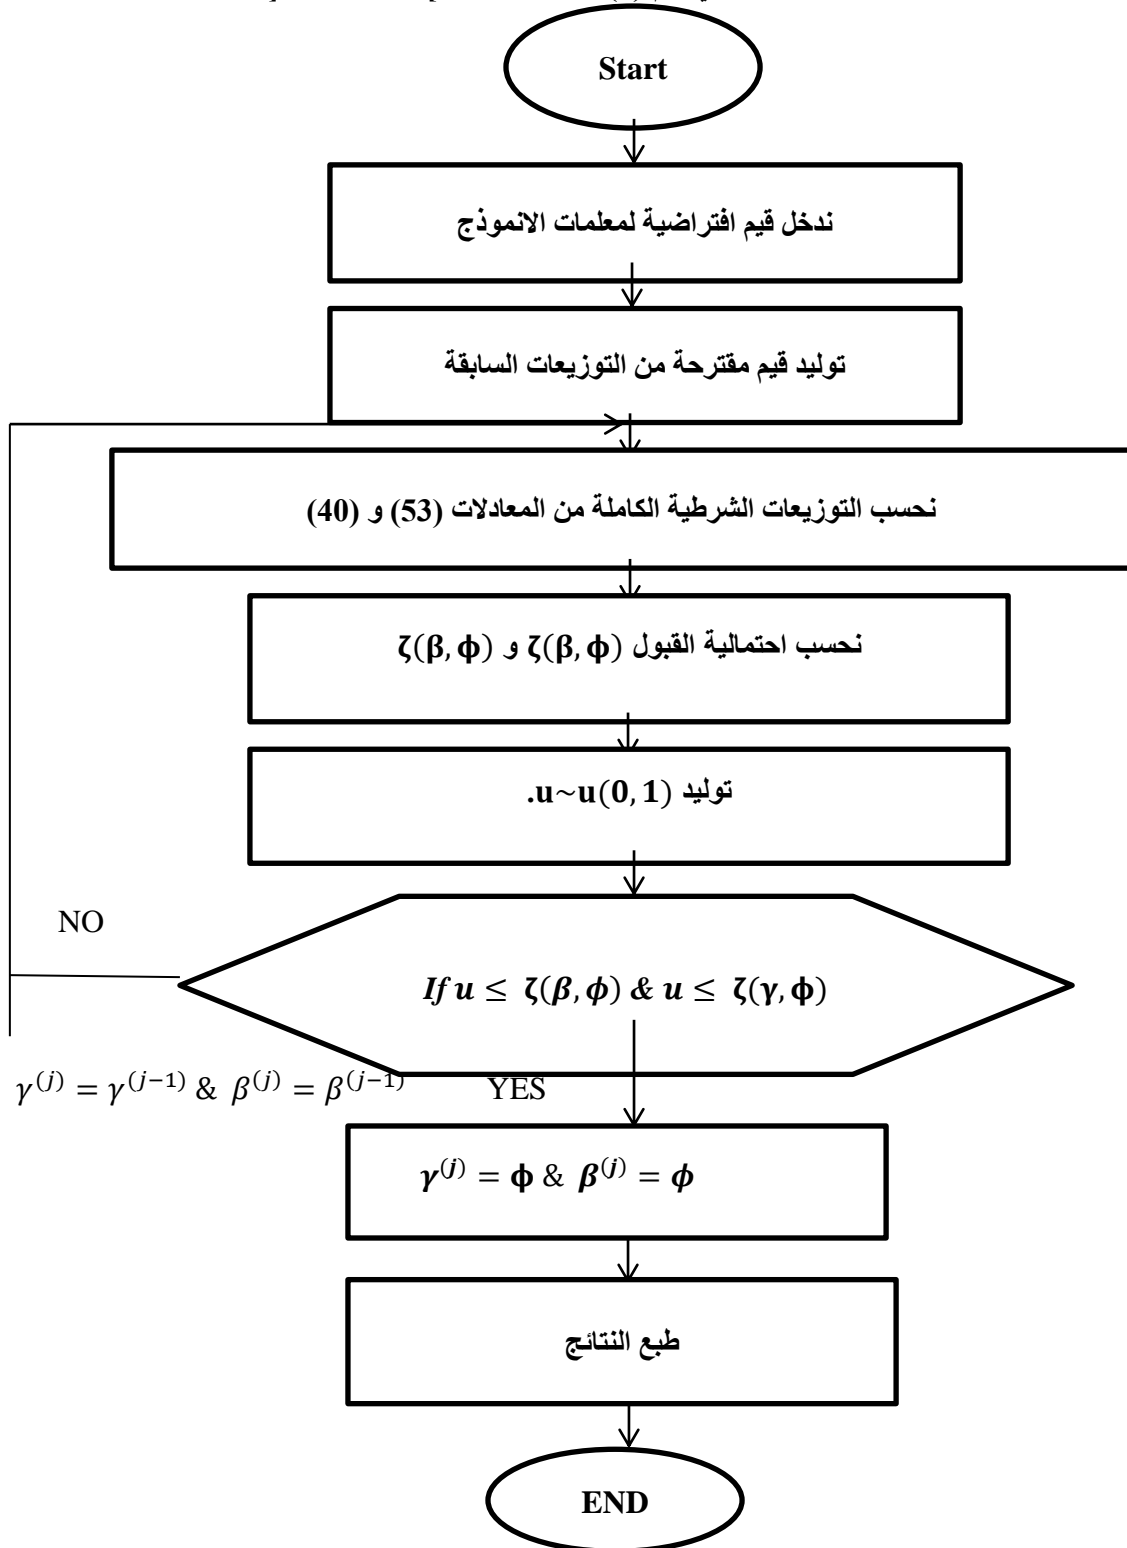 Start
ندخل قيم افتراضية لمعلمات الانموذج
توليد قيم مقترحة من التوزيعات السابقة
نحسب التوزيعات الشرطية الكاملة من المعادلات (53) و (40)
نحسب احتمالية القبول ζ(β, ϕ) و ζ(β, ϕ)
توليد u~u(0, 1).
NO
If u ≤ ζ(β, ϕ) & u ≤ ζ(γ, ϕ)
γ^(j) = γ^(j−1) & β^(j) = β^(j−1)
YES
γ^(j) = ϕ & β^(j) = ϕ
طبع النتائج
END